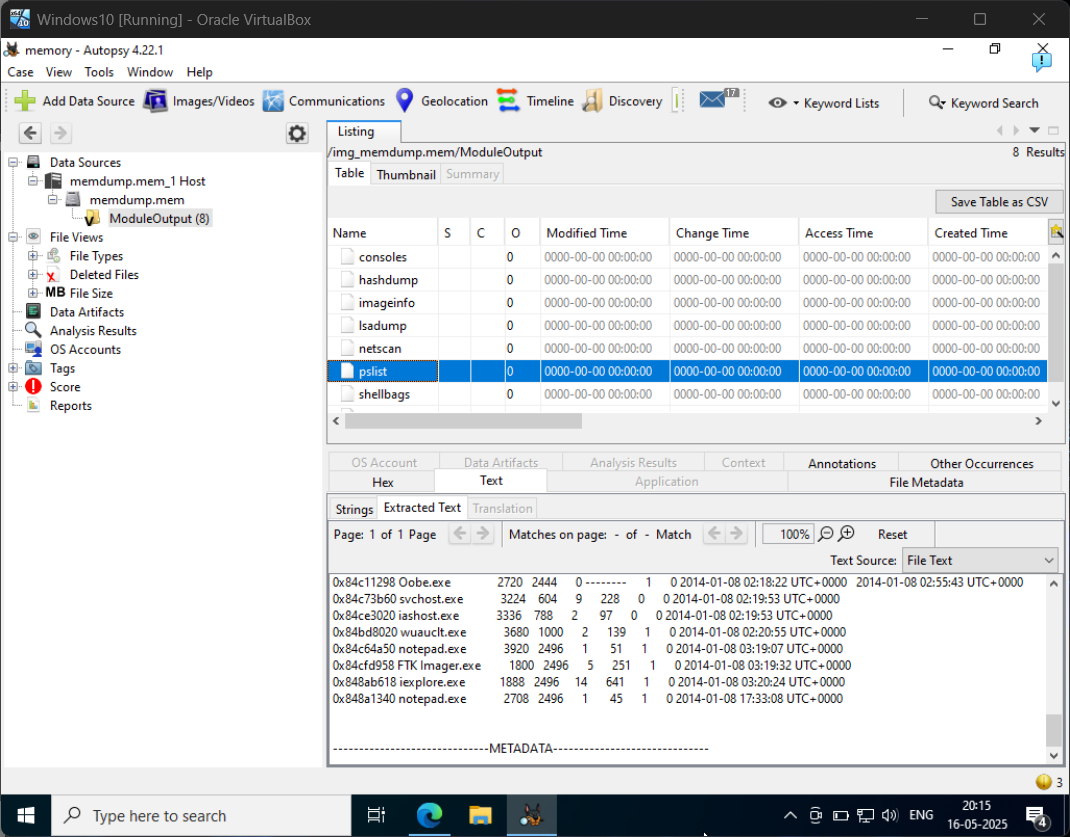 Windows10 [Running] - Oracle VirtualBox
memory - Autopsy 4.22.1
Case View Tools Window Help
Add Data Source Images/Videos Communications Geolocation Timeline Discovery 17 Keyword Lists Keyword Search
Listing
/img_memdump.mem/ModuleOutput 8 Results
Table Thumbnail Summary
Save Table as CSV
Data Sources
memdump.mem_1 Host
memdump.mem
ModuleOutput (8)
File Views
File Types
Deleted Files
MB File Size
Data Artifacts
Analysis Results
OS Accounts
Tags
Score
Reports
Name S C O Modified Time Change Time Access Time Created Time
consoles 0 0000-00-00 00:00:00 0000-00-00 00:00:00 0000-00-00 00:00:00 0000-00-00 00:00:00
hashdump 0 0000-00-00 00:00:00 0000-00-00 00:00:00 0000-00-00 00:00:00 0000-00-00 00:00:00
imageinfo 0 0000-00-00 00:00:00 0000-00-00 00:00:00 0000-00-00 00:00:00 0000-00-00 00:00:00
lsadump 0 0000-00-00 00:00:00 0000-00-00 00:00:00 0000-00-00 00:00:00 0000-00-00 00:00:00
netscan 0 0000-00-00 00:00:00 0000-00-00 00:00:00 0000-00-00 00:00:00 0000-00-00 00:00:00
pslist 0 0000-00-00 00:00:00 0000-00-00 00:00:00 0000-00-00 00:00:00 0000-00-00 00:00:00
shellbags 0 0000-00-00 00:00:00 0000-00-00 00:00:00 0000-00-00 00:00:00 0000-00-00 00:00:00
OS Account Data Artifacts Analysis Results Context Annotations Other Occurrences
Hex Text Application File Metadata
Strings Extracted Text Translation
Page: 1 of 1 Page Matches on page: - of - Match 100% Reset
Text Source: File Text
0x84c11298 Oobe.exe 2720 2444 0 -------- 1 0 2014-01-08 02:18:22 UTC+0000 2014-01-08 02:55:43 UTC+0000
0x84c73b60 svchost.exe 3224 604 9 228 0 0 2014-01-08 02:19:53 UTC+0000
0x84ce3020 iashost.exe 3336 788 2 97 0 0 2014-01-08 02:19:53 UTC+0000
0x84bd8020 wuauclt.exe 3680 1000 2 139 1 0 2014-01-08 02:20:55 UTC+0000
0x84c64a50 notepad.exe 3920 2496 1 51 1 0 2014-01-08 03:19:07 UTC+0000
0x84cfd958 FTK Imager.exe 1800 2496 5 251 1 0 2014-01-08 03:19:32 UTC+0000
0x848ab618 iexplore.exe 1888 2496 14 641 1 0 2014-01-08 03:20:24 UTC+0000
0x848a1340 notepad.exe 2708 2496 1 45 1 0 2014-01-08 17:33:08 UTC+0000
------------------------------METADATA------------------------------
3
Type here to search
ENG
20:15
16-05-2025
4